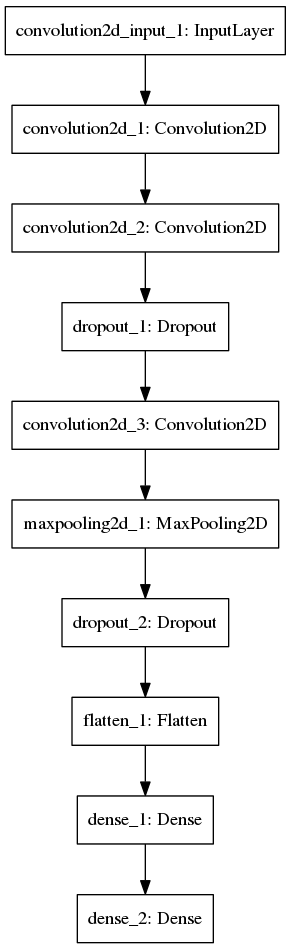 convolution2d_input_1: InputLayer
convolution2d_1: Convolution2D
convolution2d_2: Convolution2D
dropout_1: Dropout
convolution2d_3: Convolution2D
maxpooling2d_1: MaxPooling2D
dropout_2: Dropout
flatten_1: Flatten
dense_1: Dense
dense_2: Dense